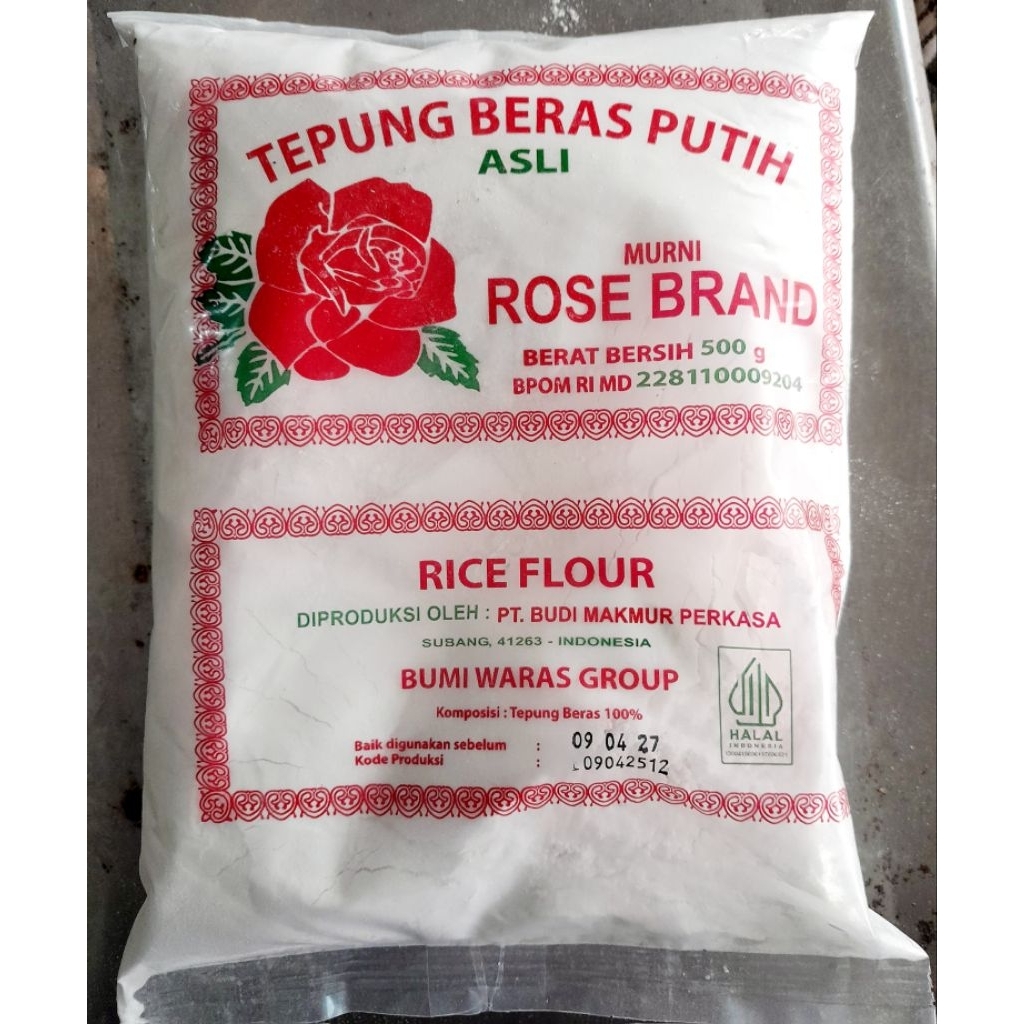 TEPUNG BERAS PUTIH
ASLI
MURNI
ROSE BRAND
BERAT BERSIH 500 g
BPOM RI MD 228110009204
RICE FLOUR
DIPRODUKSI OLEH : PT. BUDI MAKMUR PERKASA
SUBANG, 41263 - INDONESIA
BUMI WARAS GROUP
Komposisi : Tepung Beras 100%
Baik digunakan sebelum : 09 04 27
Kode Produksi : L09042512
HALAL
INDONESIA